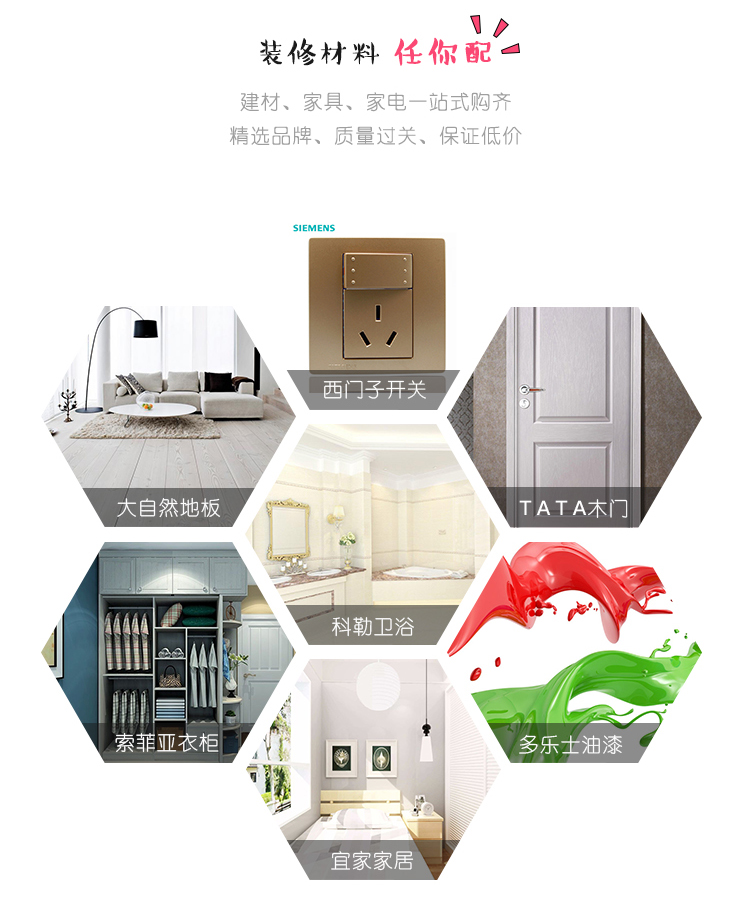 装修材料 任你配
建材、家具、家电一站式购齐
精选品牌、质量过关、保证低价
SIEMENS
西门子开关
大自然地板
TATA木门
科勒卫浴
索菲亚衣柜
多乐士油漆
宜家家居